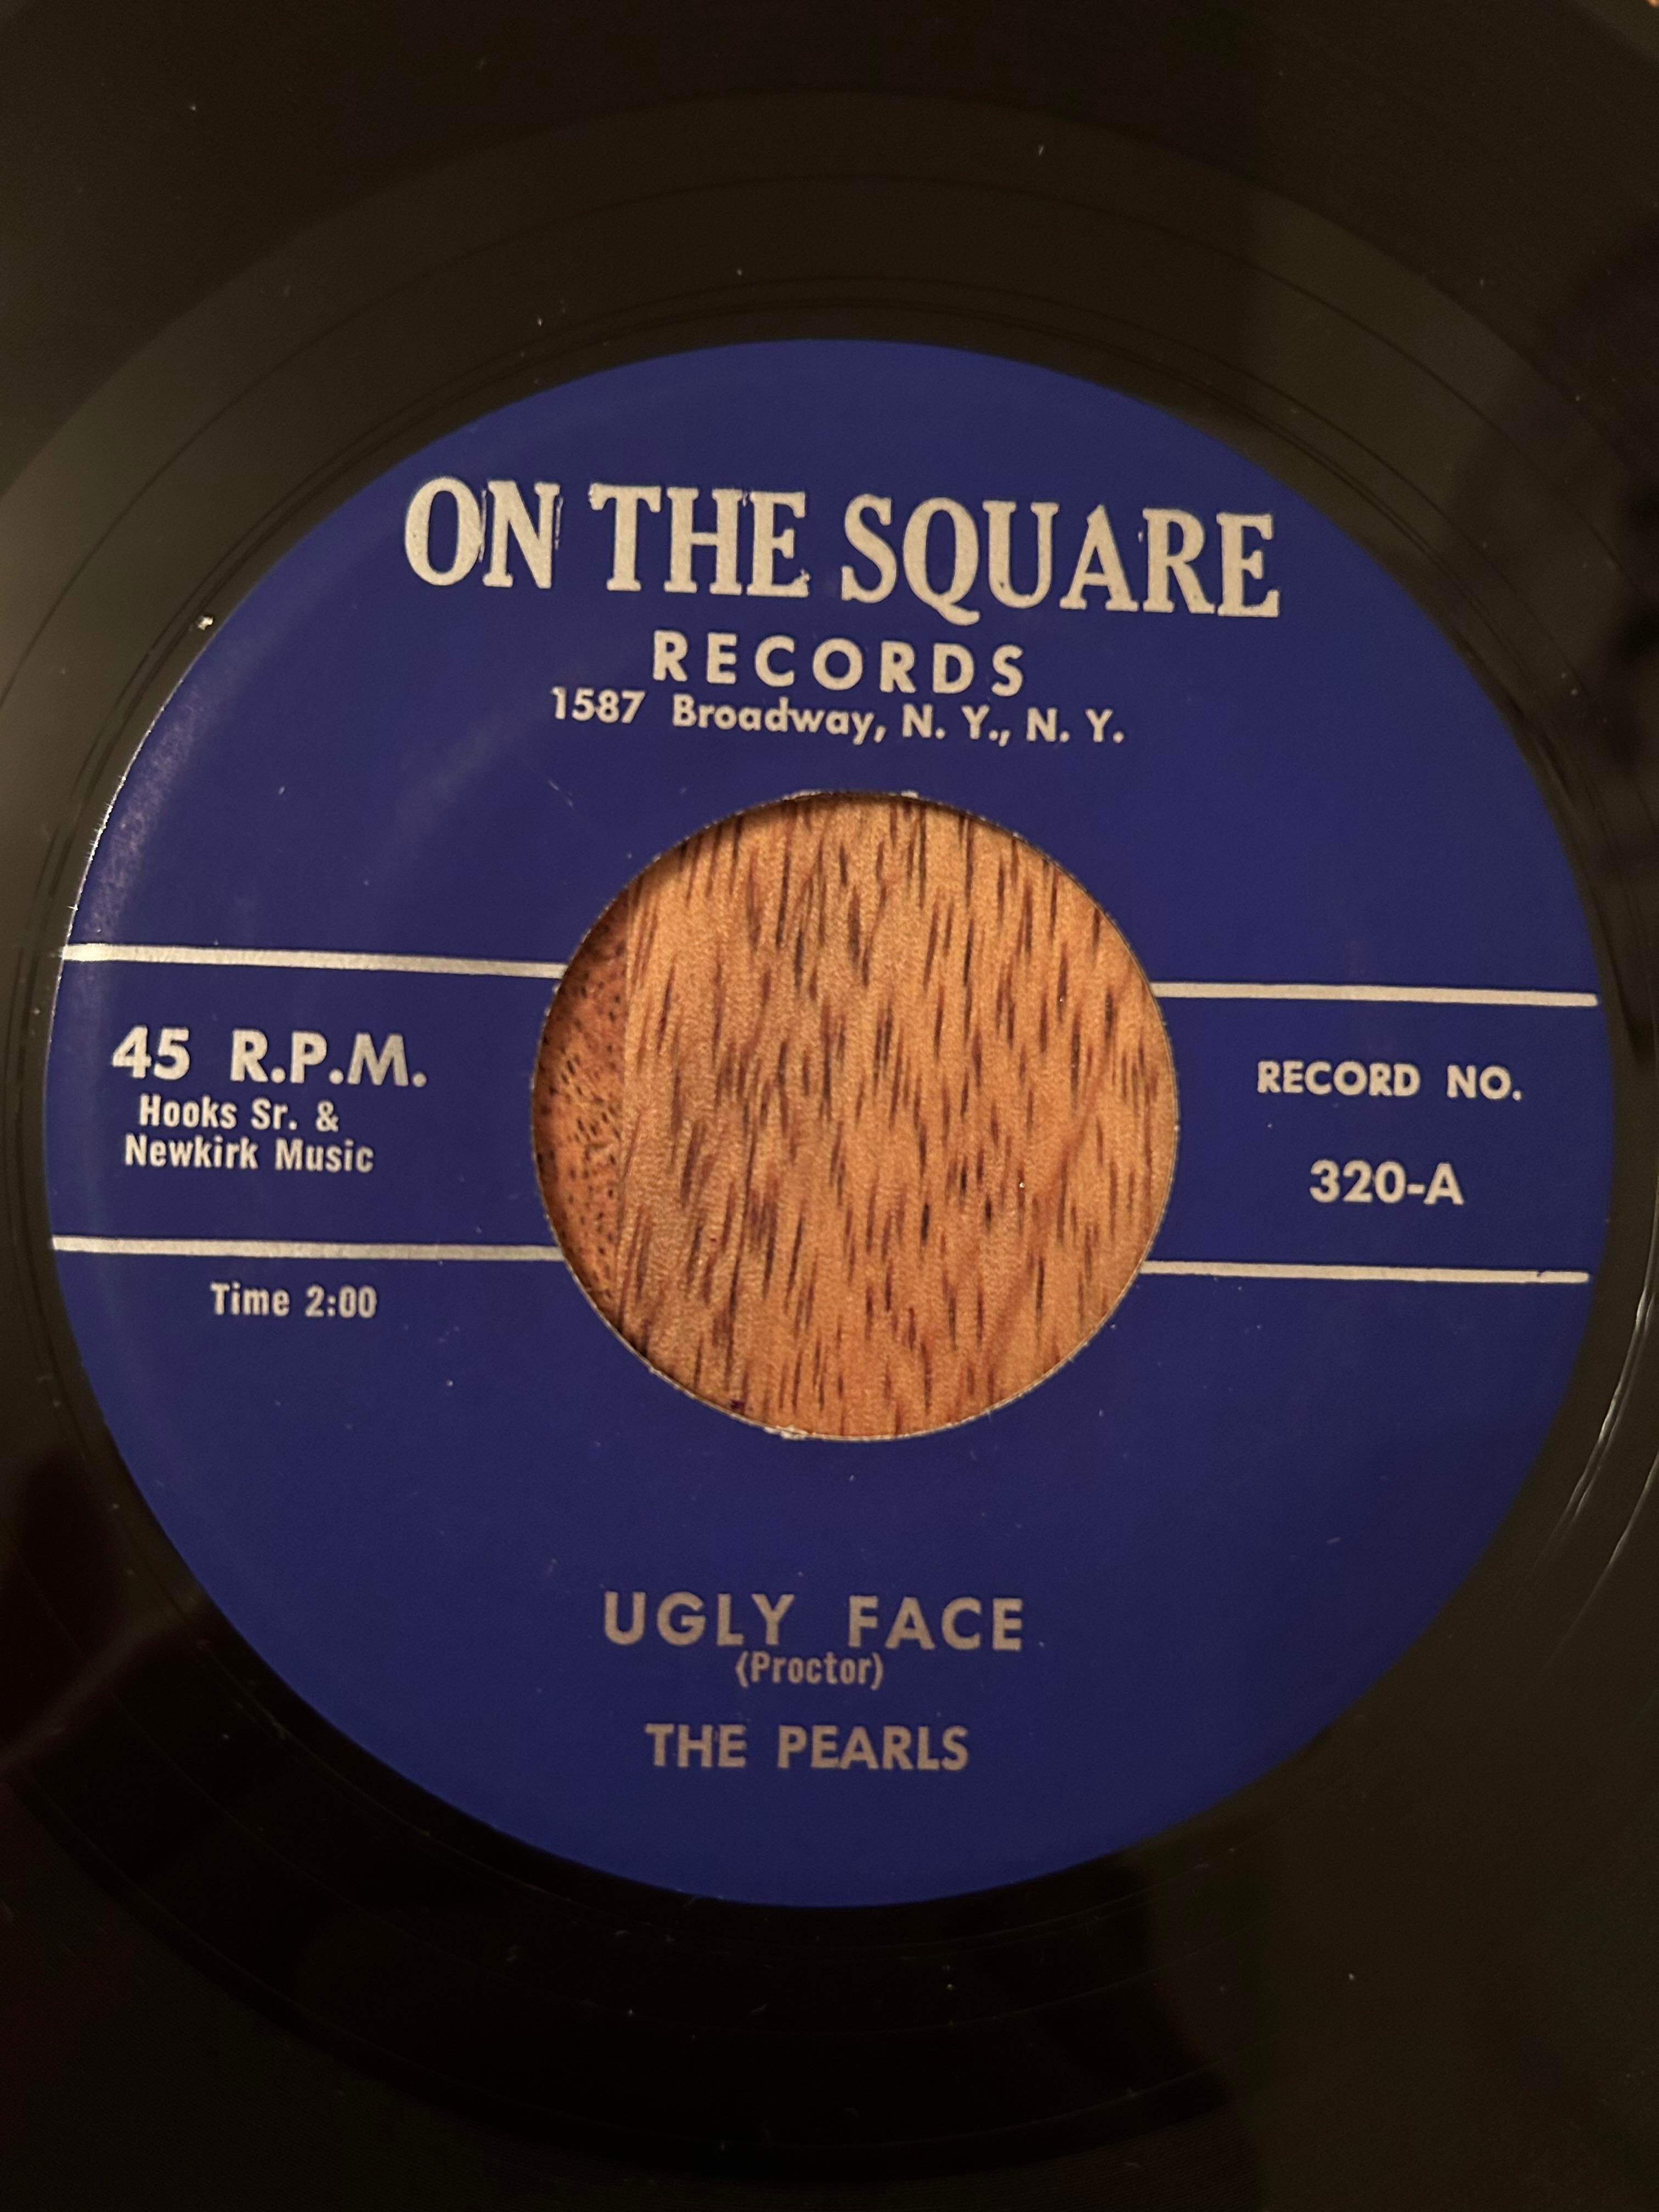 ON THE SQUARE
RECORDS
1587 Broadway, N. Y., N. Y.
45 R.P.M.
Hooks Sr. &
Newkirk Music
Time 2:00
RECORD NO.
320-A
UGLY FACE
(Proctor)
THE PEARLS